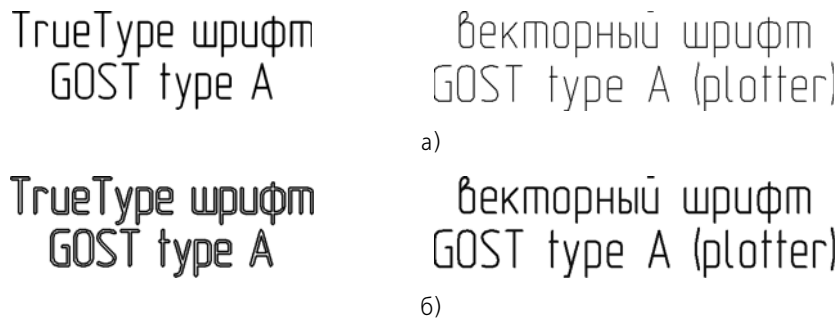 TrueType шрифт
GOST type A
векторный шрифт
GOST type A (plotter)
а)
TrueType шрифт
GOST type A
векторный шрифт
GOST type A (plotter)
б)